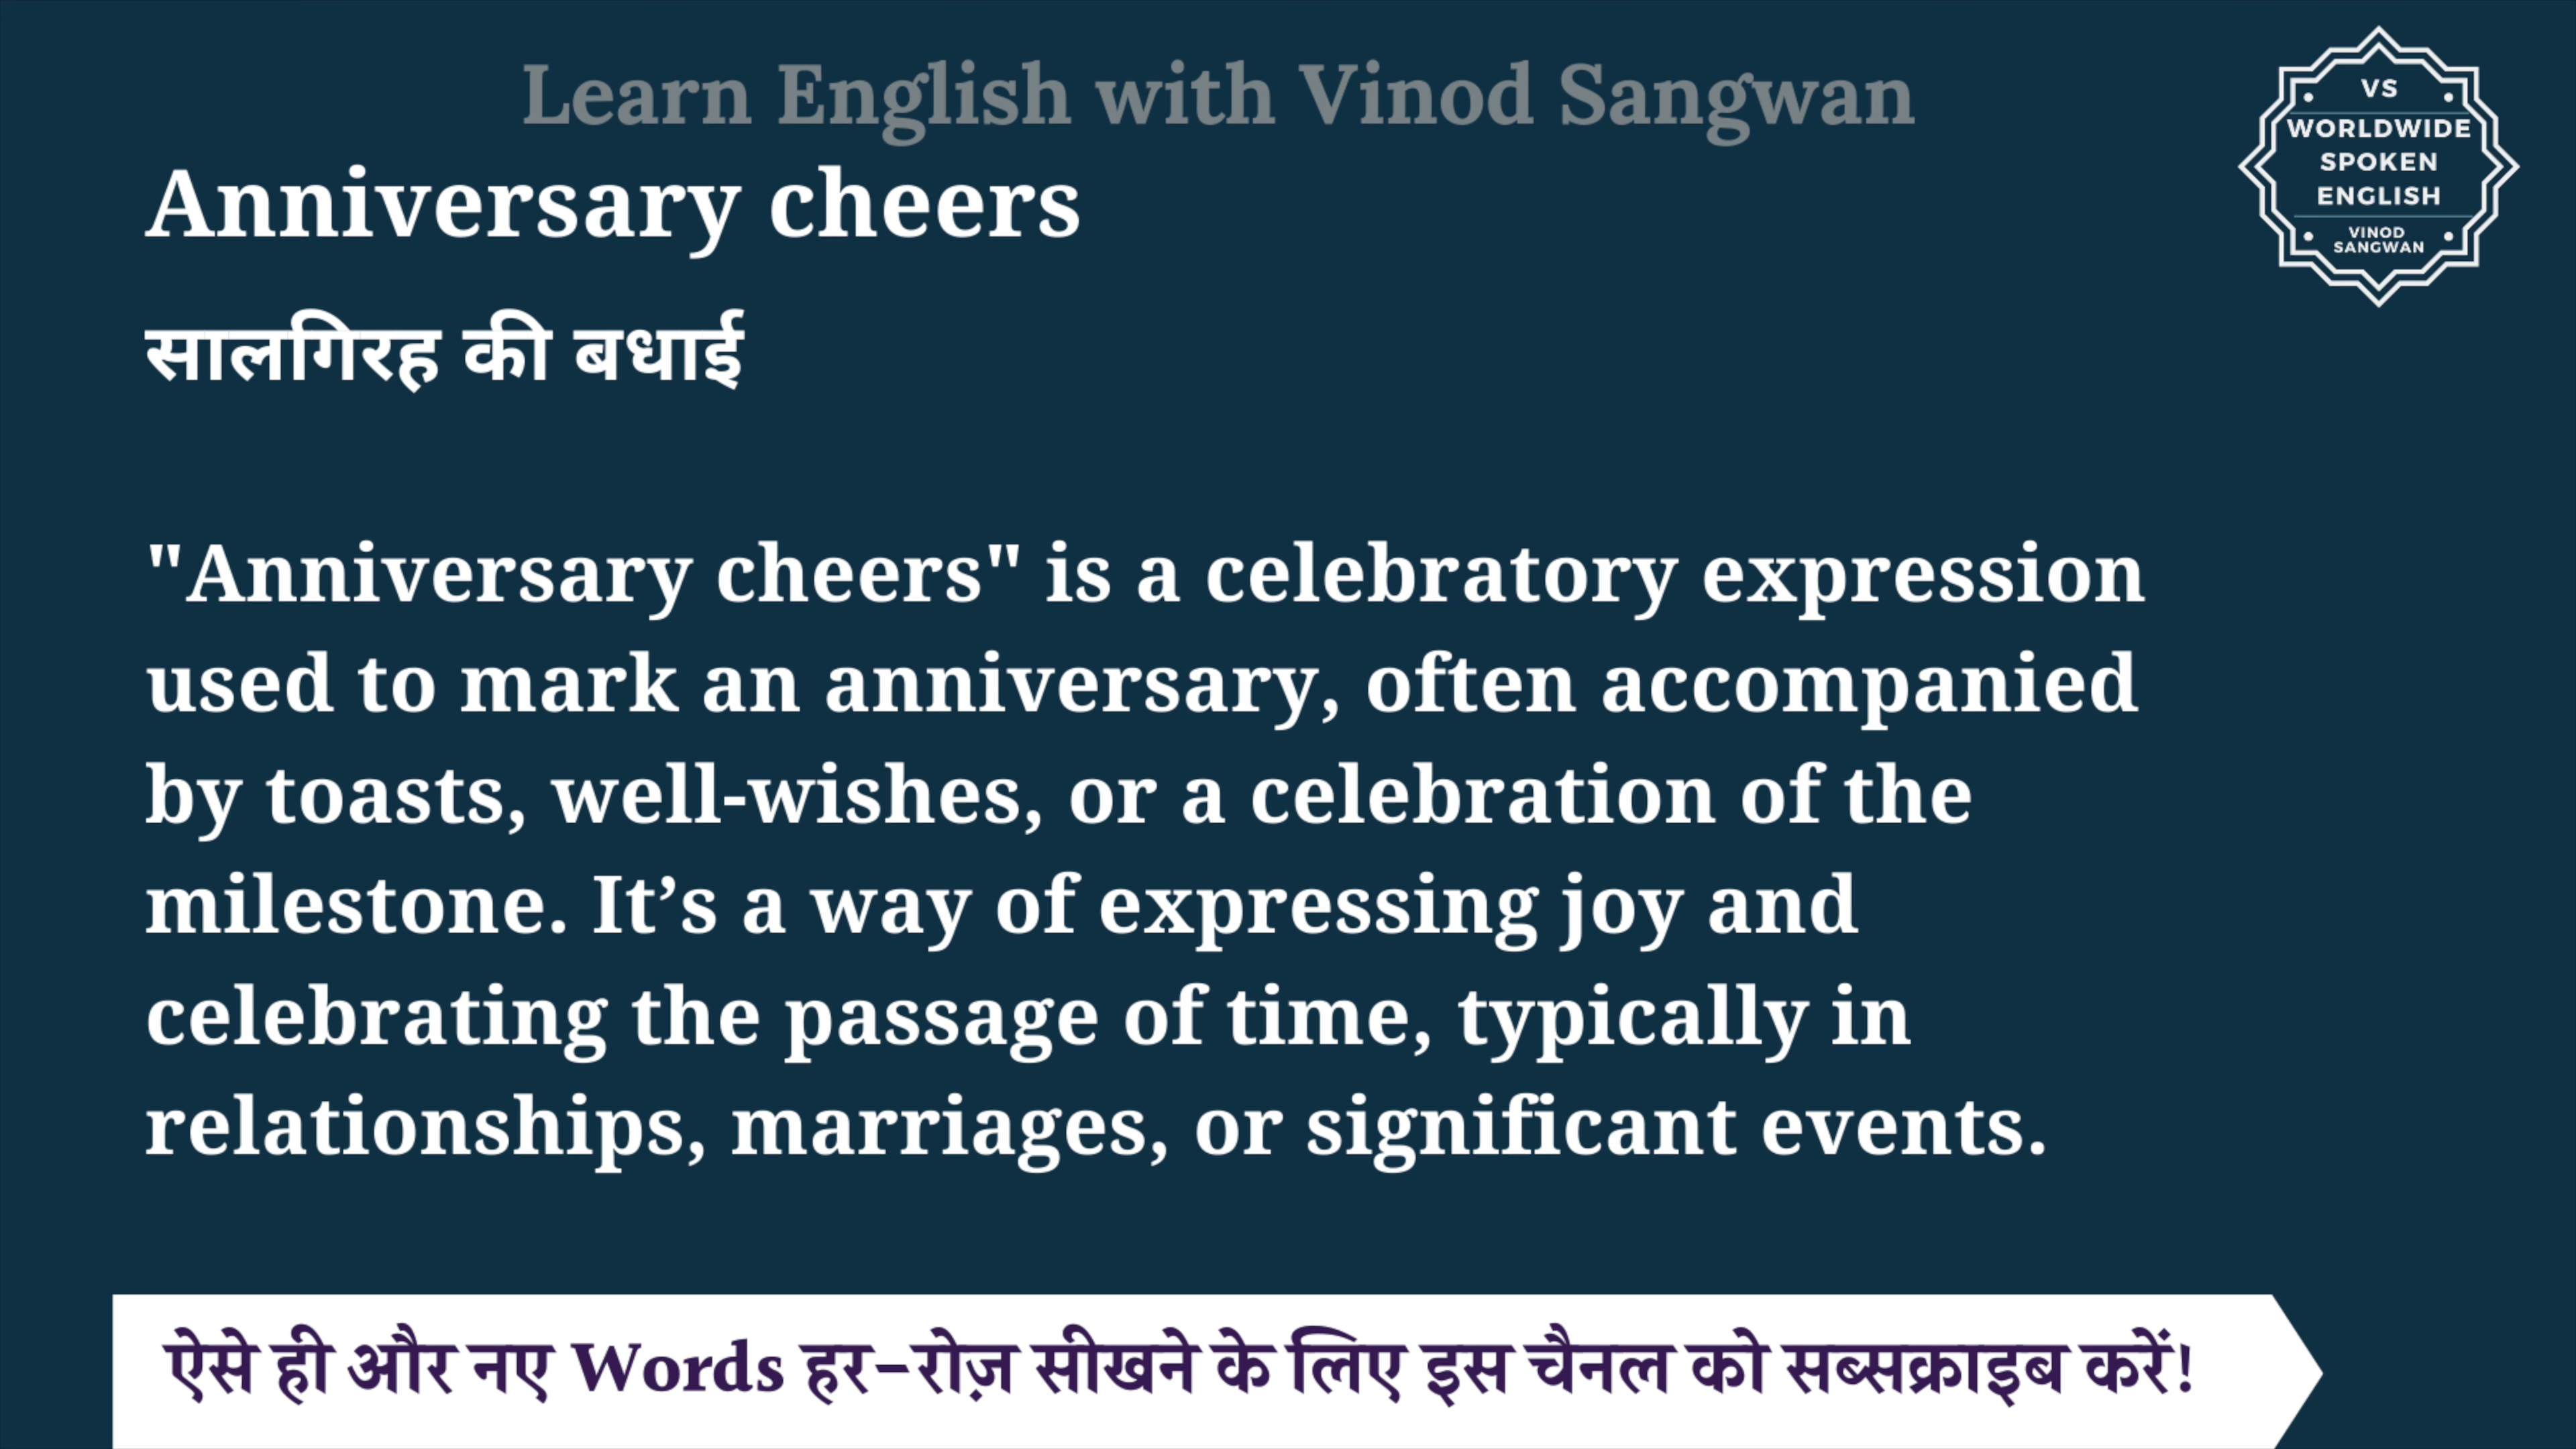 Learn English with Vinod Sangwan
VS
WORLDWIDE
SPOKEN
ENGLISH
VINOD
SANGWAN
Anniversary cheers
सालगिरह की बधाई
"Anniversary cheers" is a celebratory expression
used to mark an anniversary, often accompanied
by toasts, well-wishes, or a celebration of the
milestone. It’s a way of expressing joy and
celebrating the passage of time, typically in
relationships, marriages, or significant events.
ऐसे ही और नए Words हर-रोज़ सीखने के लिए इस चैनल को सब्सक्राइब करें!